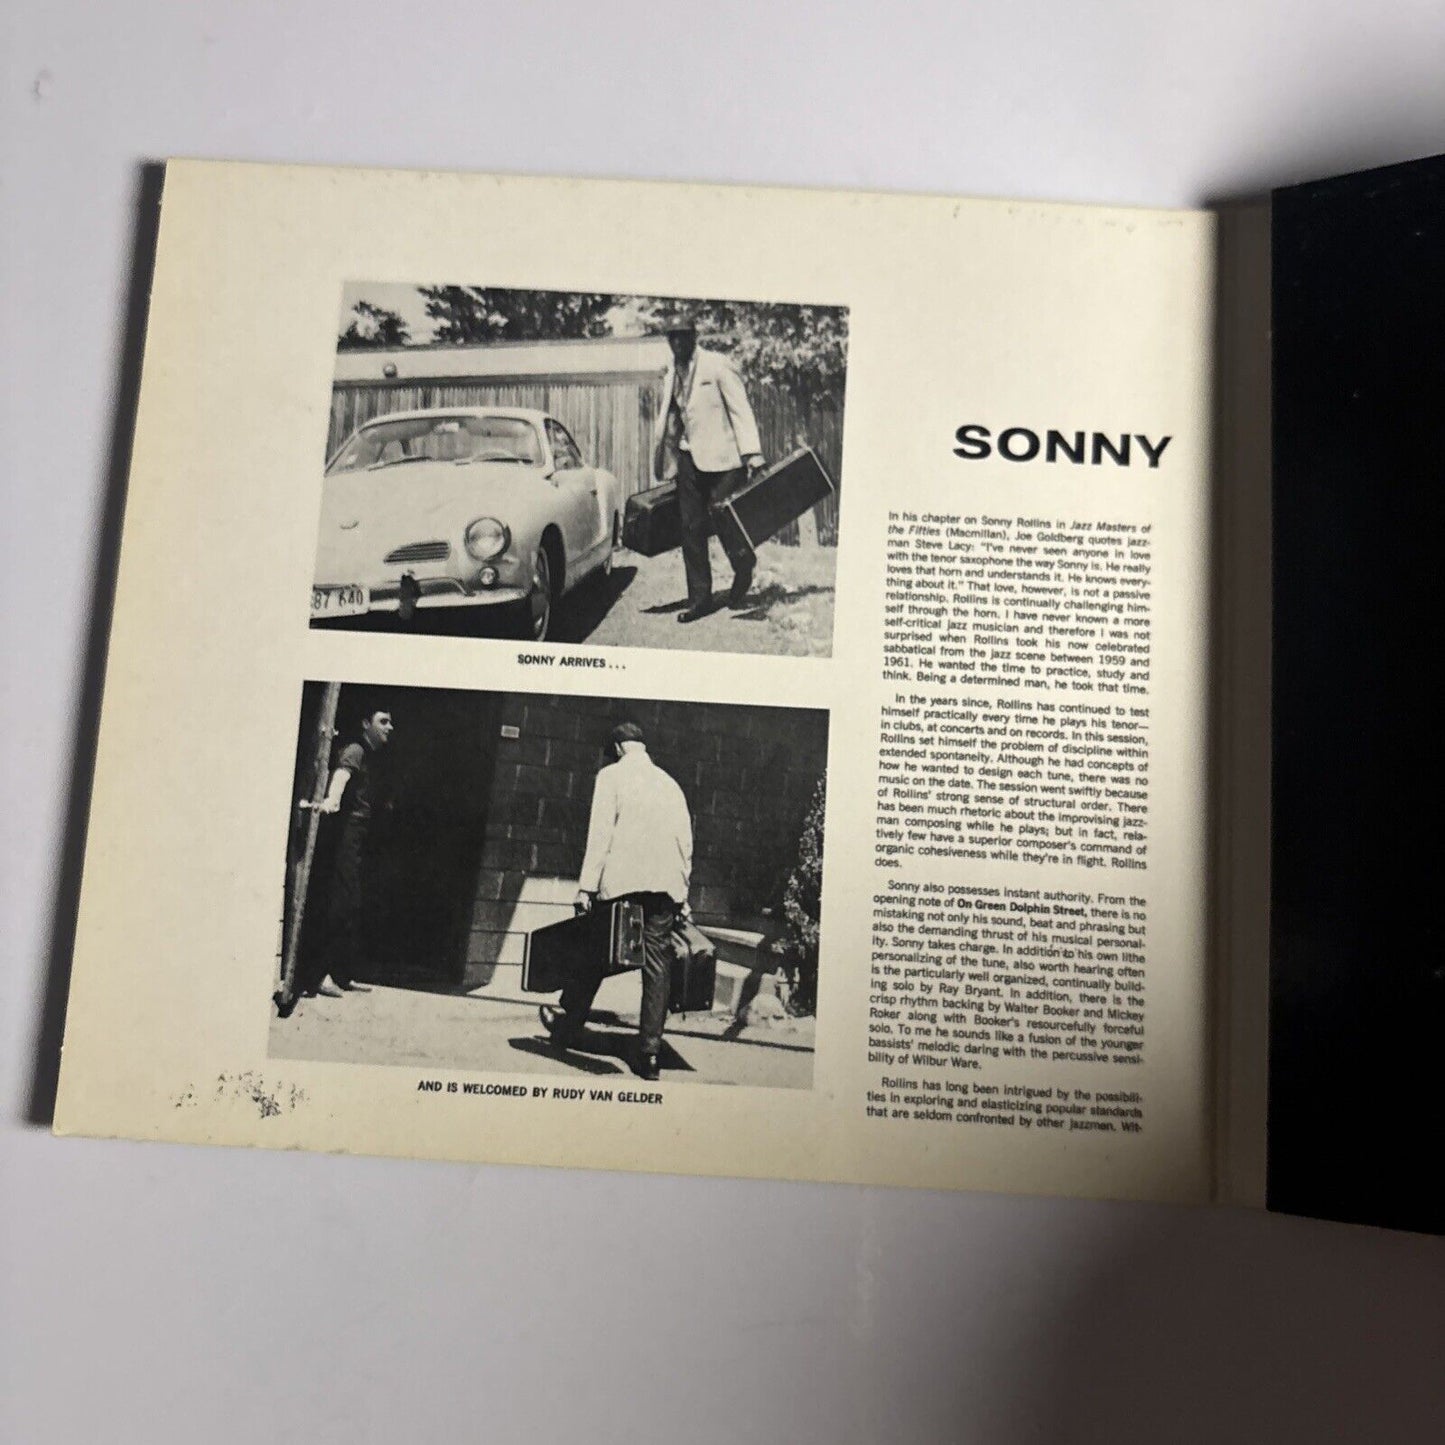 87 640
SONNY ARRIVES . . .
AND IS WELCOMED BY RUDY VAN GELDER
SONNY
In his chapter on Sonny Rollins in Jazz Masters of
the Fifties (Macmillan), Joe Goldberg quotes jazz-
man Steve Lacy: "I've never seen anyone in love
with the tenor saxophone the way Sonny is. He really
loves that horn and understands it. He knows every-
thing about it." That love, however, is not a passive
relationship. Rollins is continually challenging him-
self through the horn. I have never known a more
self-critical jazz musician and therefore I was not
surprised when Rollins took his now celebrated
sabbatical from the jazz scene between 1959 and
1961. He wanted the time to practice, study and
think. Being a determined man, he took that time.
In the years since, Rollins has continued to test
himself practically every time he plays his tenor—
in clubs, at concerts and on records. In this session,
Rollins set himself the problem of discipline within
extended spontaneity. Although he had concepts of
how he wanted to design each tune, there was no
music on the date. The session went swiftly because
of Rollins' strong sense of structural order. There
has been much rhetoric about the improvising jazz-
man composing while he plays; but in fact, rela-
tively few have a superior composer's command of
organic cohesiveness while they're in flight. Rollins
does.
Sonny also possesses instant authority. From the
opening note of On Green Dolphin Street, there is no
mistaking not only his sound, beat and phrasing but
also the demanding thrust of his musical personal-
ity. Sonny takes charge. In addition to his own lithe
personalizing of the tune, also worth hearing often
is the particularly well organized, continually build-
ing solo by Ray Bryant. In addition, there is the
crisp rhythm backing by Walter Booker and Mickey
Roker along with Booker's resourcefully forceful
solo. To me he sounds like a fusion of the younger
bassists' melodic daring with the percussive sensi-
bility of Wilbur Ware.
Rollins has long been intrigued by the possibili-
ties in exploring and elasticizing popular standards
that are seldom confronted by other jazzmen. Wit-